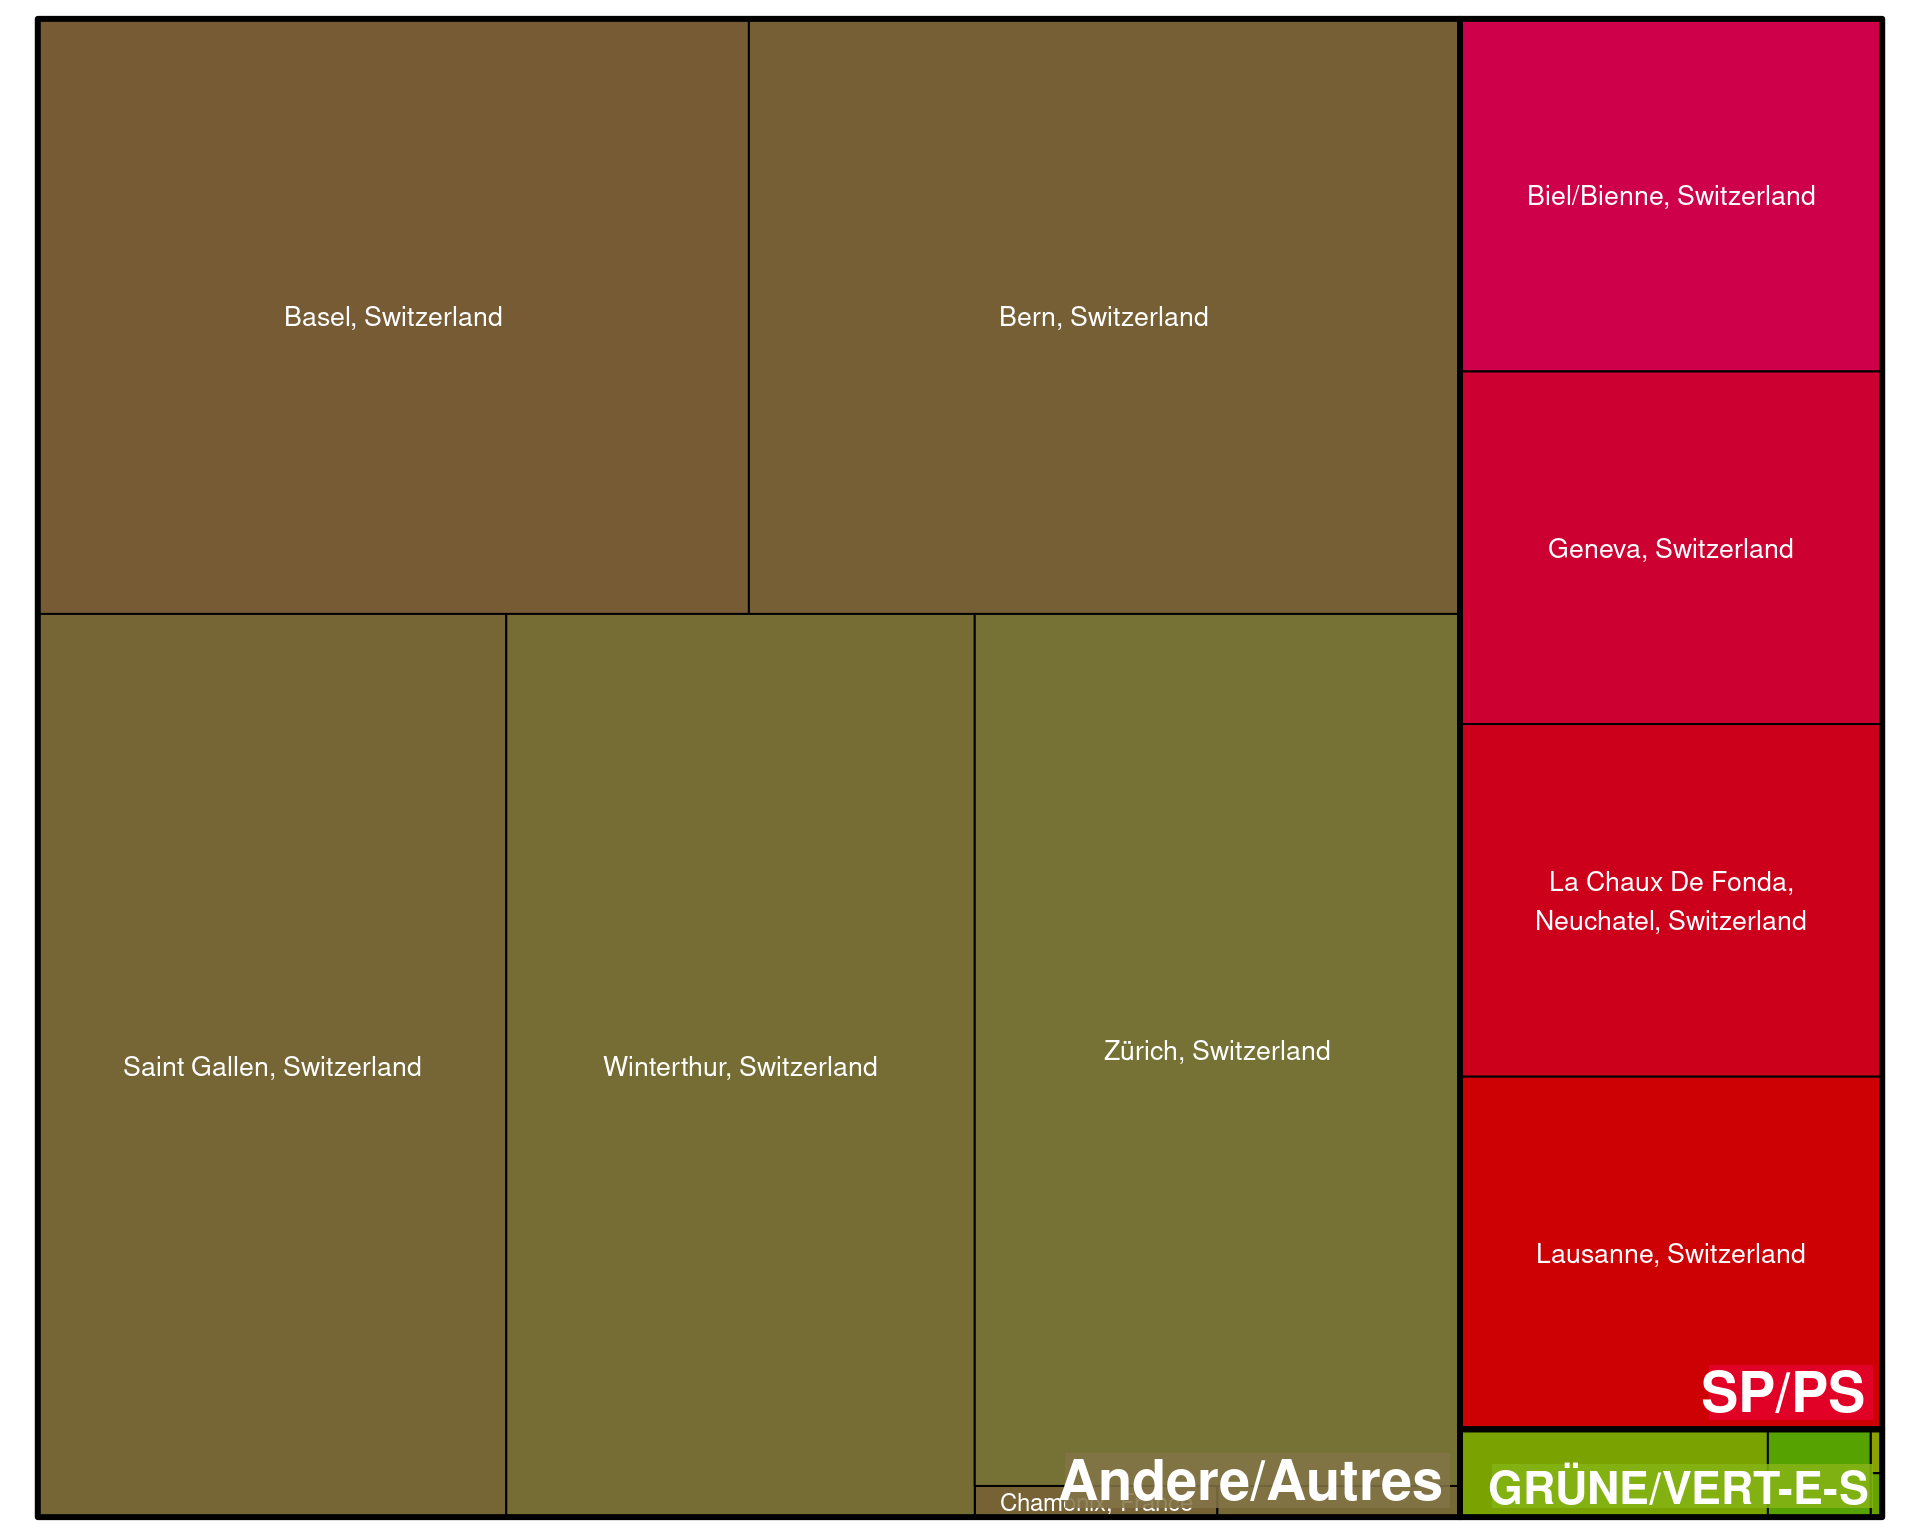 Basel, Switzerland
Bern, Switzerland
Biel/Bienne, Switzerland
Geneva, Switzerland
La Chaux De Fonda,
Neuchatel, Switzerland
Saint Gallen, Switzerland
Winterthur, Switzerland
Zürich, Switzerland
Lausanne, Switzerland
SP/PS
Andere/Autres
GRÜNE/VERT-E-S
Chamonix, France